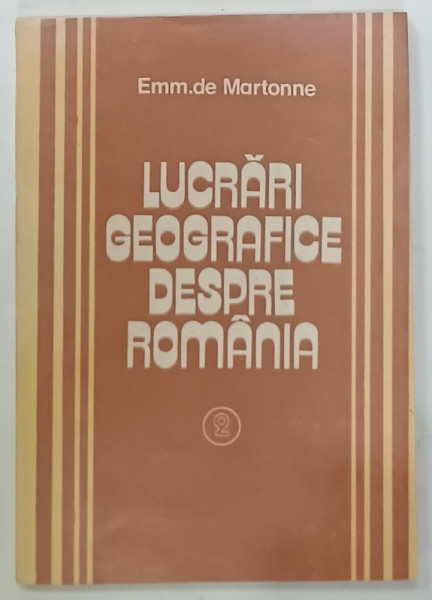 Emm.de Martonne
LUCRĂRI
GEOGRAFICE
DESPRE
ROMÂNIA
2